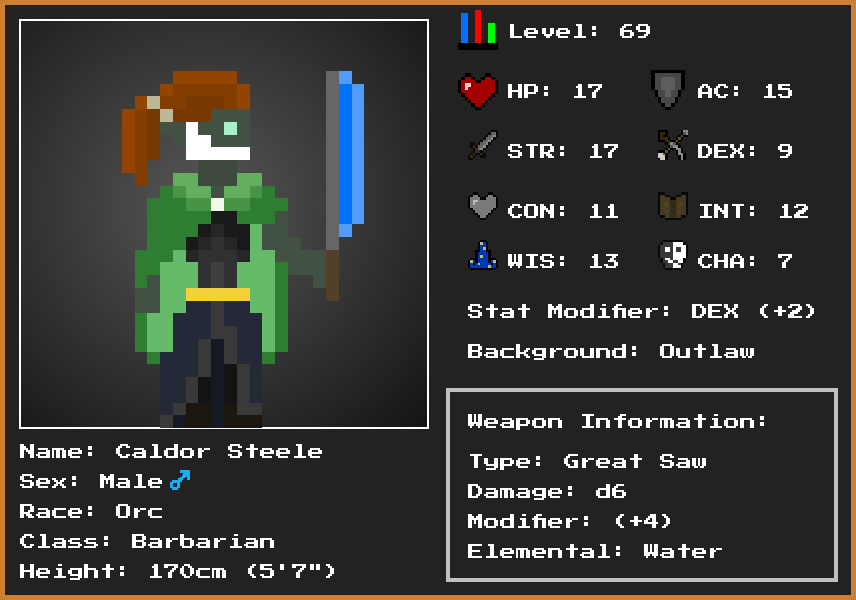 Level: 69
HP: 17 AC: 15
STR: 17 DEX: 9
CON: 11 INT: 12
WIS: 13 CHA: 7
Stat Modifier: DEX (+2)
Background: Outlaw
Weapon Information:
Type: Great Saw
Damage: d6
Modifier: (+4)
Elemental: Water
Name: Caldor Steele
Sex: Male ♂
Race: Orc
Class: Barbarian
Height: 170cm (5'7")